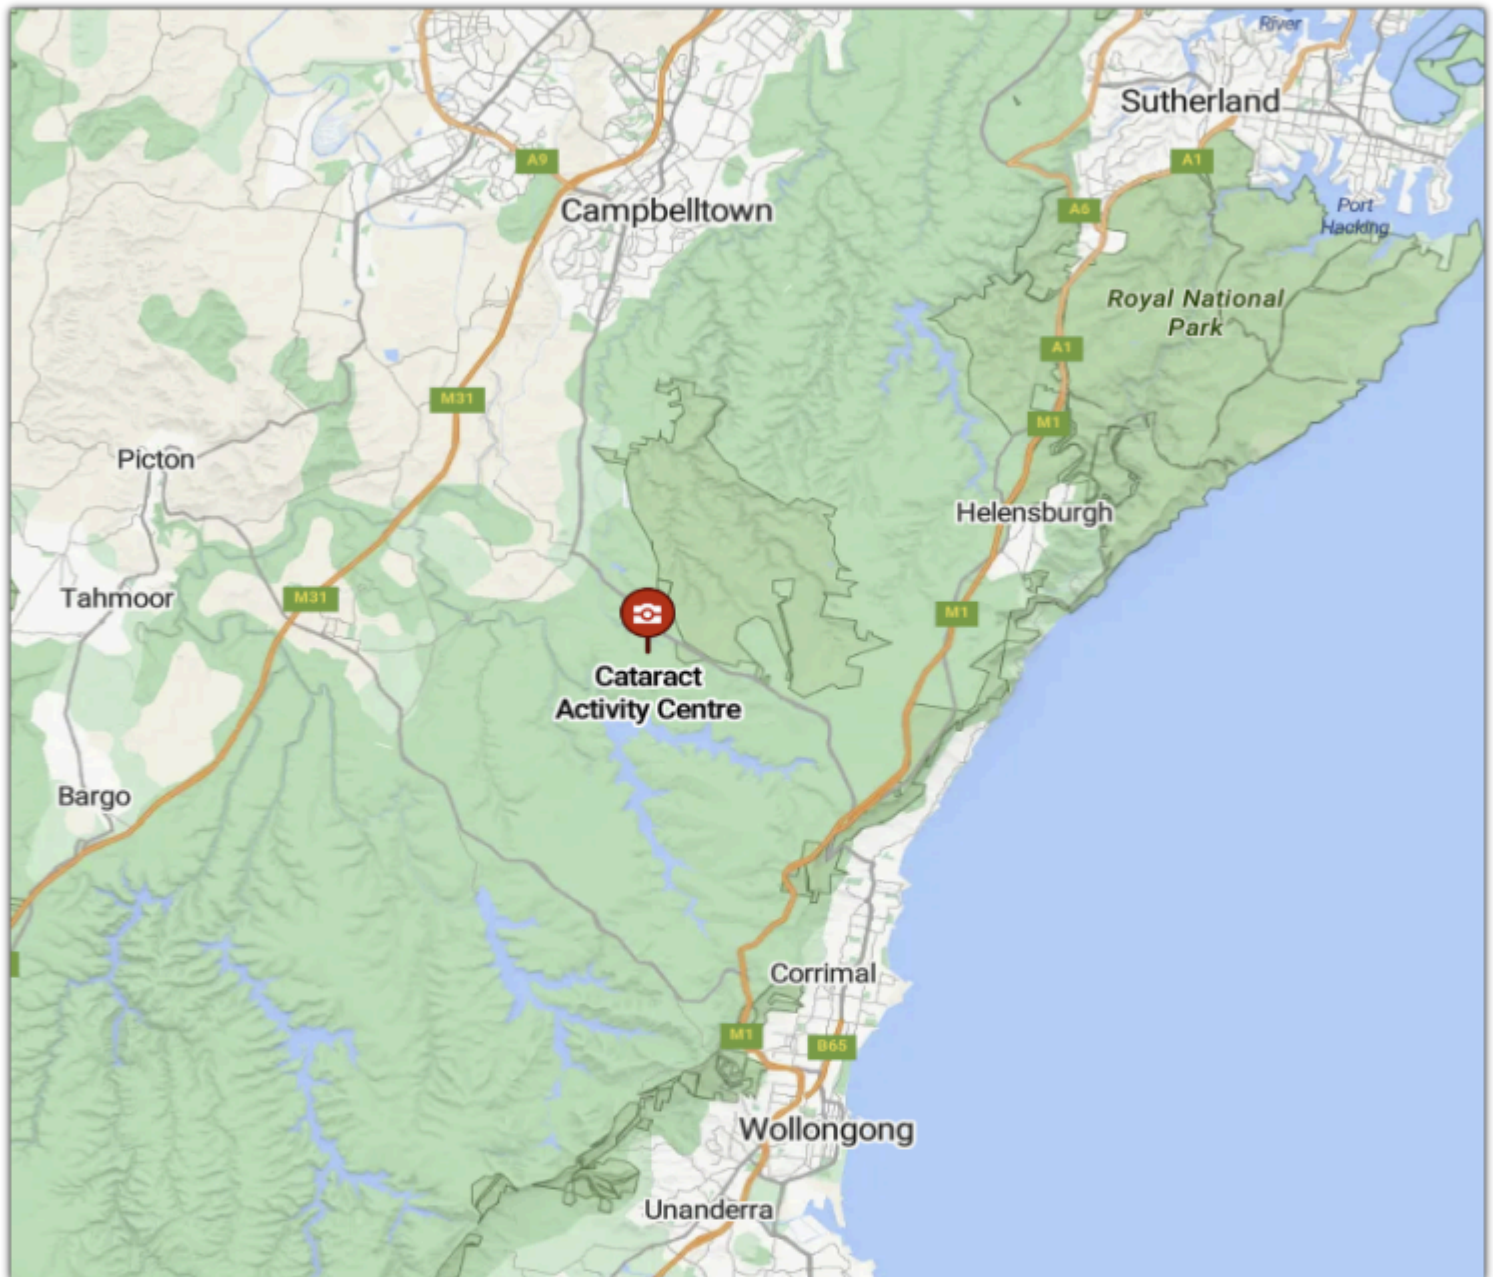 River
Sutherland
A9
A1
Campbelltown
A6
Port
Hacking
Royal National
Park
A1
M31
M1
Picton
Helensburgh
Tahmoor
M31
M1
Cataract
Activity Centre
Bargo
Corrimal
M1
B65
Wollongong
Unanderra